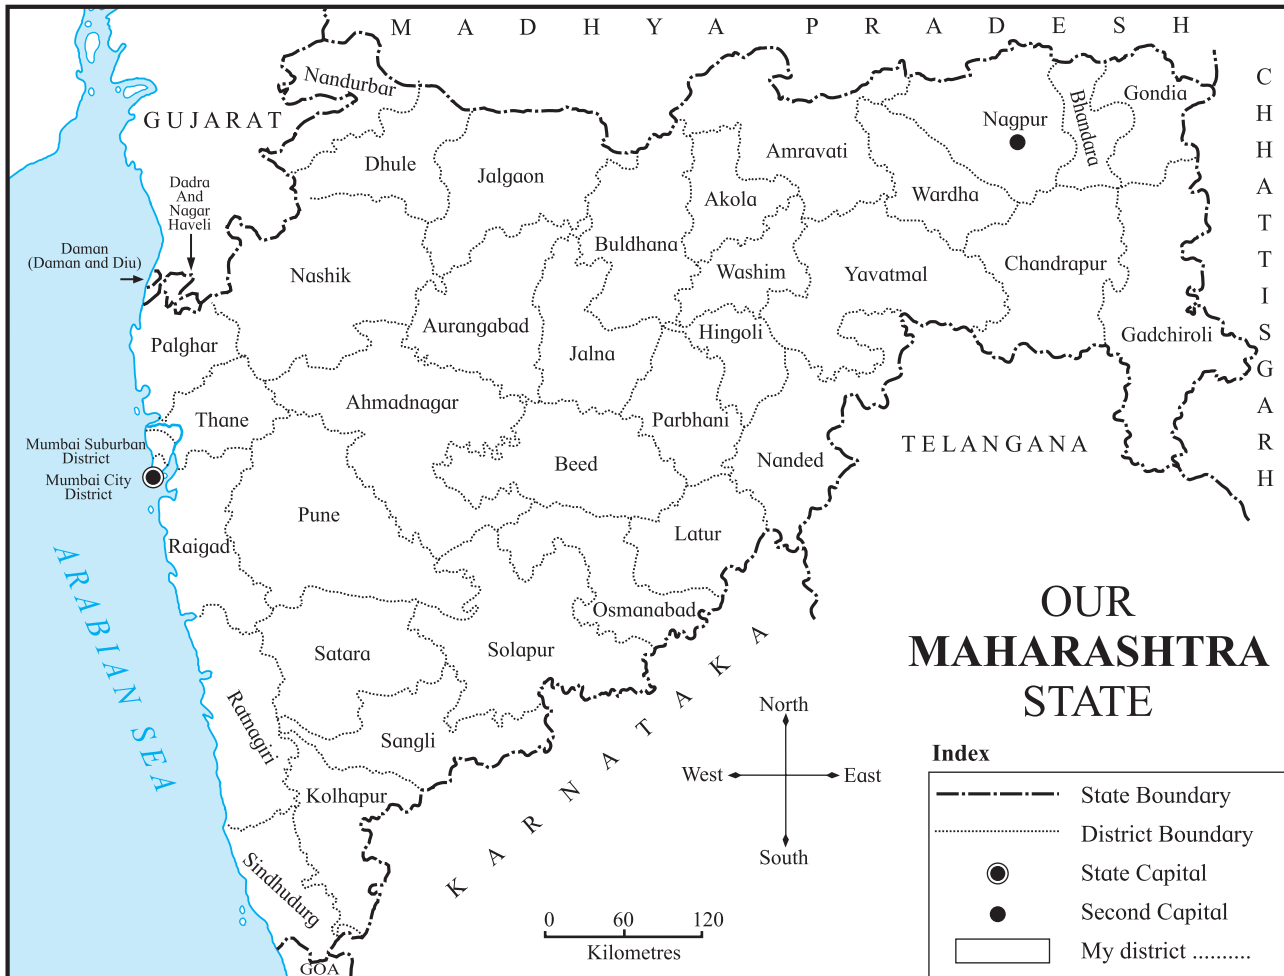 MADHYA PRADESH
CHHATTISGARH
Nandurbar
Gondia
Bhandara
GUJARAT
Nagpur
Dhule
Jalgaon
Amravati
Dadra
And
Nagar
Haveli
Akola
Wardha
Daman
(Daman and Diu)
Buldhana
Nashik
Washim
Yavatmal
Chandrapur
Aurangabad
Hingoli
Gadchiroli
Palghar
Jalna
Ahmadnagar
Thane
Parbhani
Mumbai Suburban
District
TELANGANA
Beed
Nanded
Mumbai City
District
Pune
Latur
Raigad
ARABIAN SEA
Osmanabad
OUR
MAHARASHTRA
STATE
Satara
Solapur
KARNATAKA
Ratnagiri
Sangli
North
West
East
South
Kolhapur
Sindhudurg
GOA
0 60 120
Kilometres
Index
State Boundary
District Boundary
State Capital
Second Capital
My district ..........